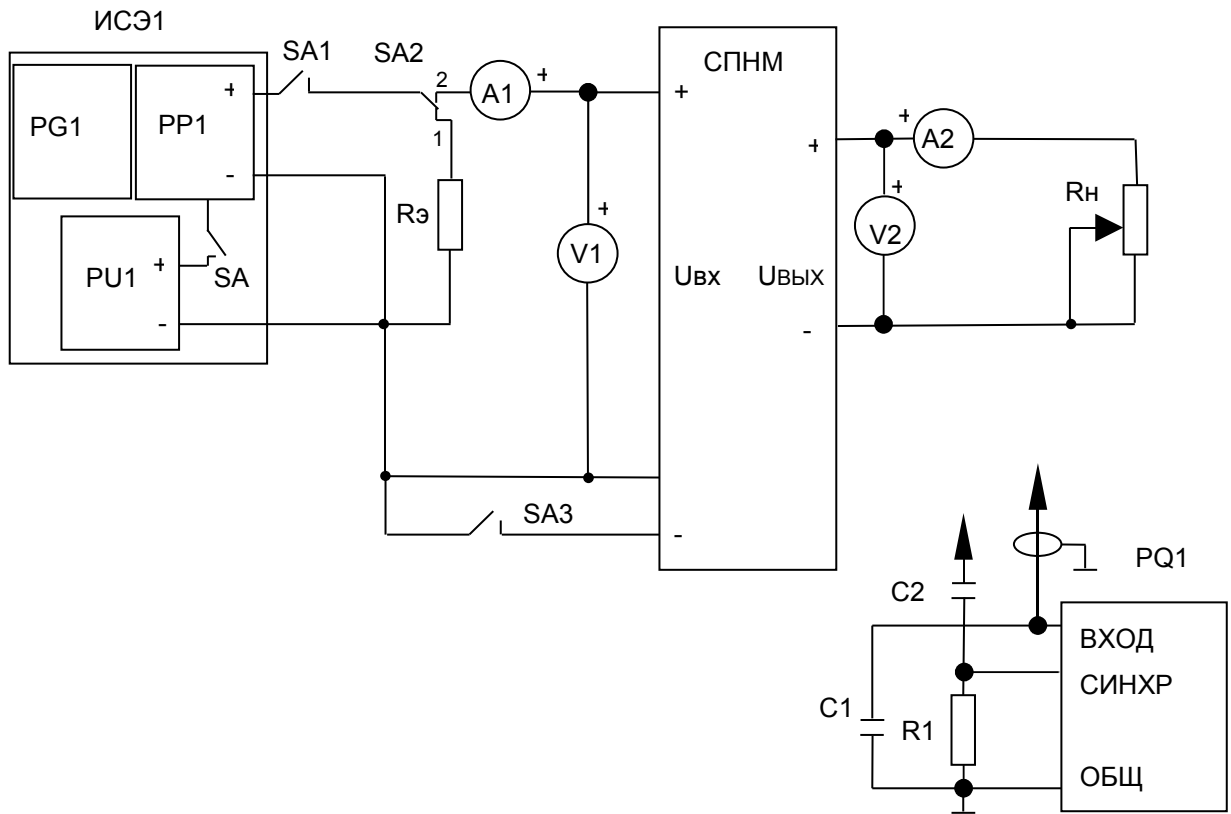 ИСЭ1
SA1
SA2
PG1
PP1
+
-
PU1
+
-
SA
2
1
A1
+
Rэ
V1
+
СПНМ
+
+
Uвх
Uвых
-
-
SA3
+
A2
+
V2
Rн
C2
PQ1
ВХОД
СИНХР
C1
R1
ОБЩ